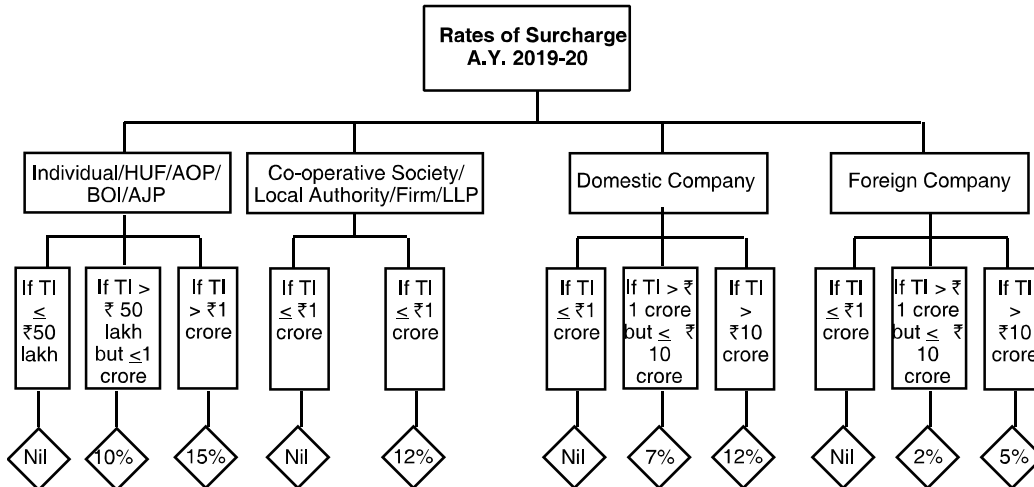 Rates of Surcharge
A.Y. 2019-20
Individual/HUF/AOP/
BOI/AJP
Co-operative Society/
Local Authority/Firm/LLP
Domestic Company
Foreign Company
If TI
≤
₹50
lakh
If TI >
₹ 50
lakh
but ≤1
crore
If TI
> ₹1
crore
If TI
≤ ₹1
crore
If TI
≤ ₹1
crore
If TI
≤ ₹1
crore
If TI > ₹
1 crore
but ≤ ₹
10
crore
If TI
>
₹10
crore
If TI
≤ ₹1
crore
If TI > ₹
1 crore
but ≤ ₹
10
crore
If TI
>
₹10
crore
Nil
10%
15%
Nil
12%
Nil
7%
12%
Nil
2%
5%